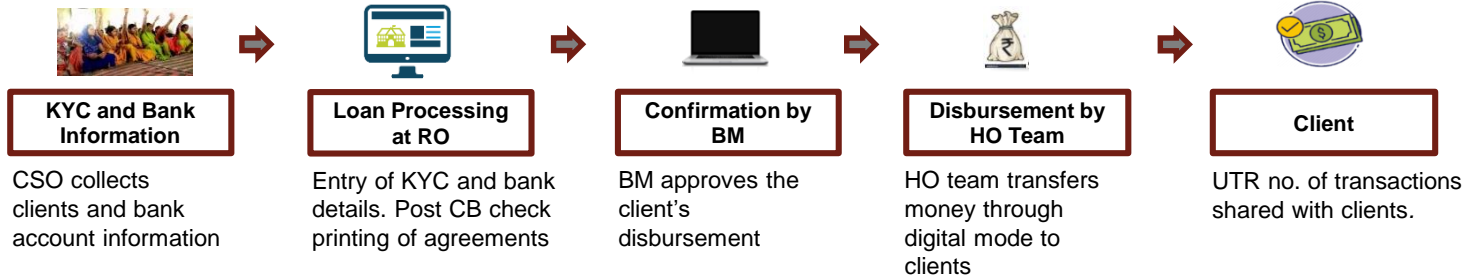 KYC and Bank
Information
CSO collects
clients and bank
account information
Loan Processing
at RO
Entry of KYC and bank
details. Post CB check
printing of agreements
Confirmation by
BM
BM approves the
client's
disbursement
Disbursement by
HO Team
HO team transfers
money through
digital mode to
clients
Client
UTR no. of transactions
shared with clients.